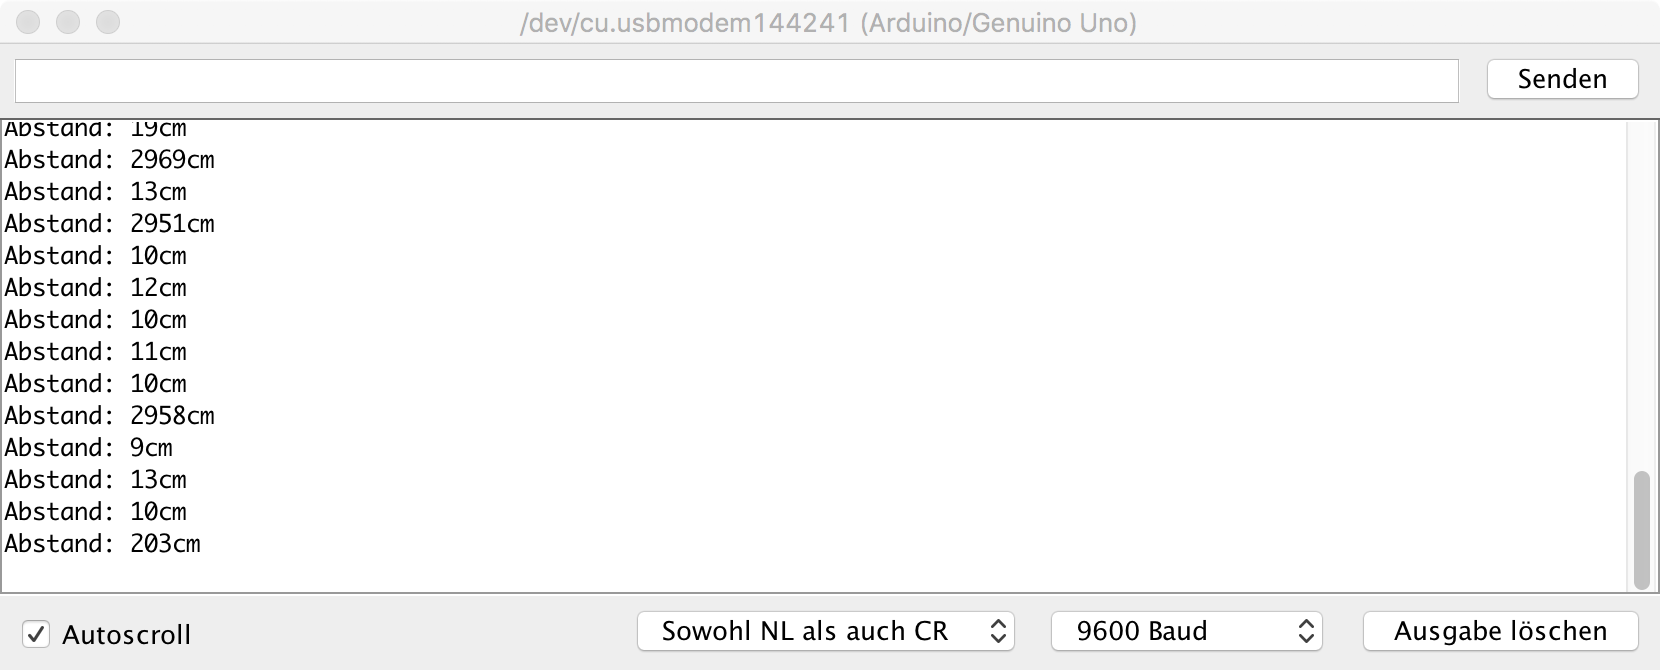 /dev/cu.usbmodem144241 (Arduino/Genuino Uno)
Senden
Abstand: 19cm
Abstand: 2969cm
Abstand: 13cm
Abstand: 2951cm
Abstand: 10cm
Abstand: 12cm
Abstand: 10cm
Abstand: 11cm
Abstand: 10cm
Abstand: 2958cm
Abstand: 9cm
Abstand: 13cm
Abstand: 10cm
Abstand: 203cm
Autoscroll
Sowohl NL als auch CR
9600 Baud
Ausgabe löschen